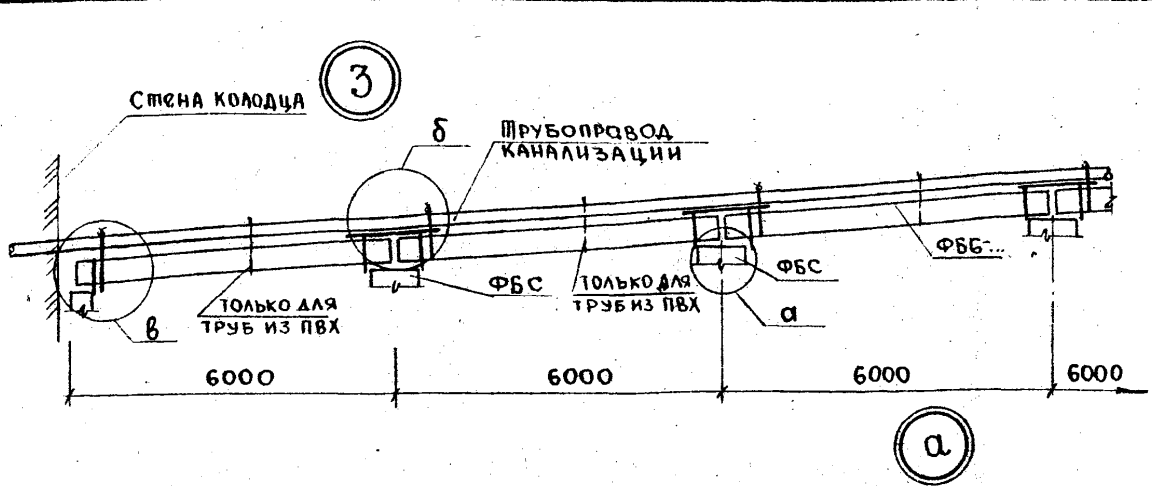 3
Стена колодца
б
Трубопровод
канализации
ФБС
только для
труб из ПВХ
в
ФБС
только для
труб из ПВХ
а
ФББ-...
6000
6000
6000
6000
а